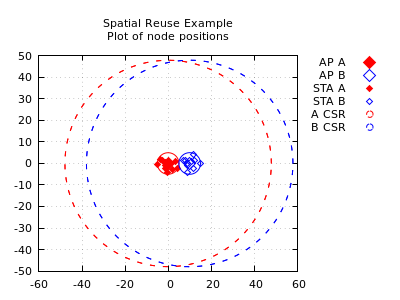 Spatial Reuse Example
Plot of node positions
50
40
30
20
10
0
-10
-20
-30
-40
-50
-60
-40
-20
0
20
40
60
AP A
AP B
STA A
STA B
A CSR
B CSR